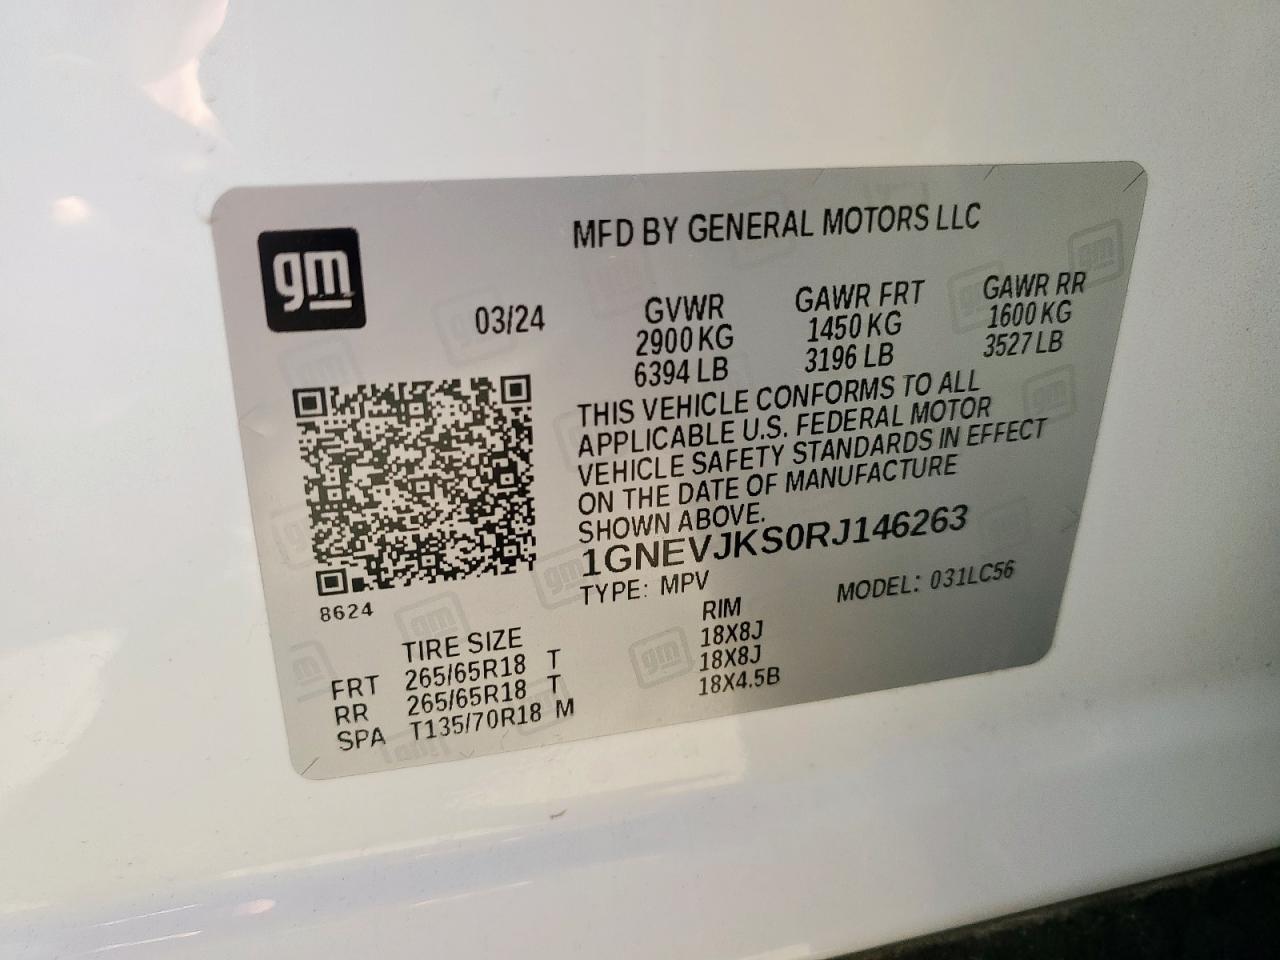 gm
MFD BY GENERAL MOTORS LLC
03/24 GVWR GAWR FRT GAWR RR
2900 KG 1450 KG 1600 KG
6394 LB 3196 LB 3527 LB
THIS VEHICLE CONFORMS TO ALL
APPLICABLE U.S. FEDERAL MOTOR
VEHICLE SAFETY STANDARDS IN EFFECT
ON THE DATE OF MANUFACTURE
SHOWN ABOVE.
1GNEVJKS0RJ146263
TYPE: MPV MODEL: 031LC56
8624
TIRE SIZE RIM
FRT 265/65R18 T 18X8J
RR 265/65R18 T 18X8J
SPA T135/70R18 M 18X4.5B